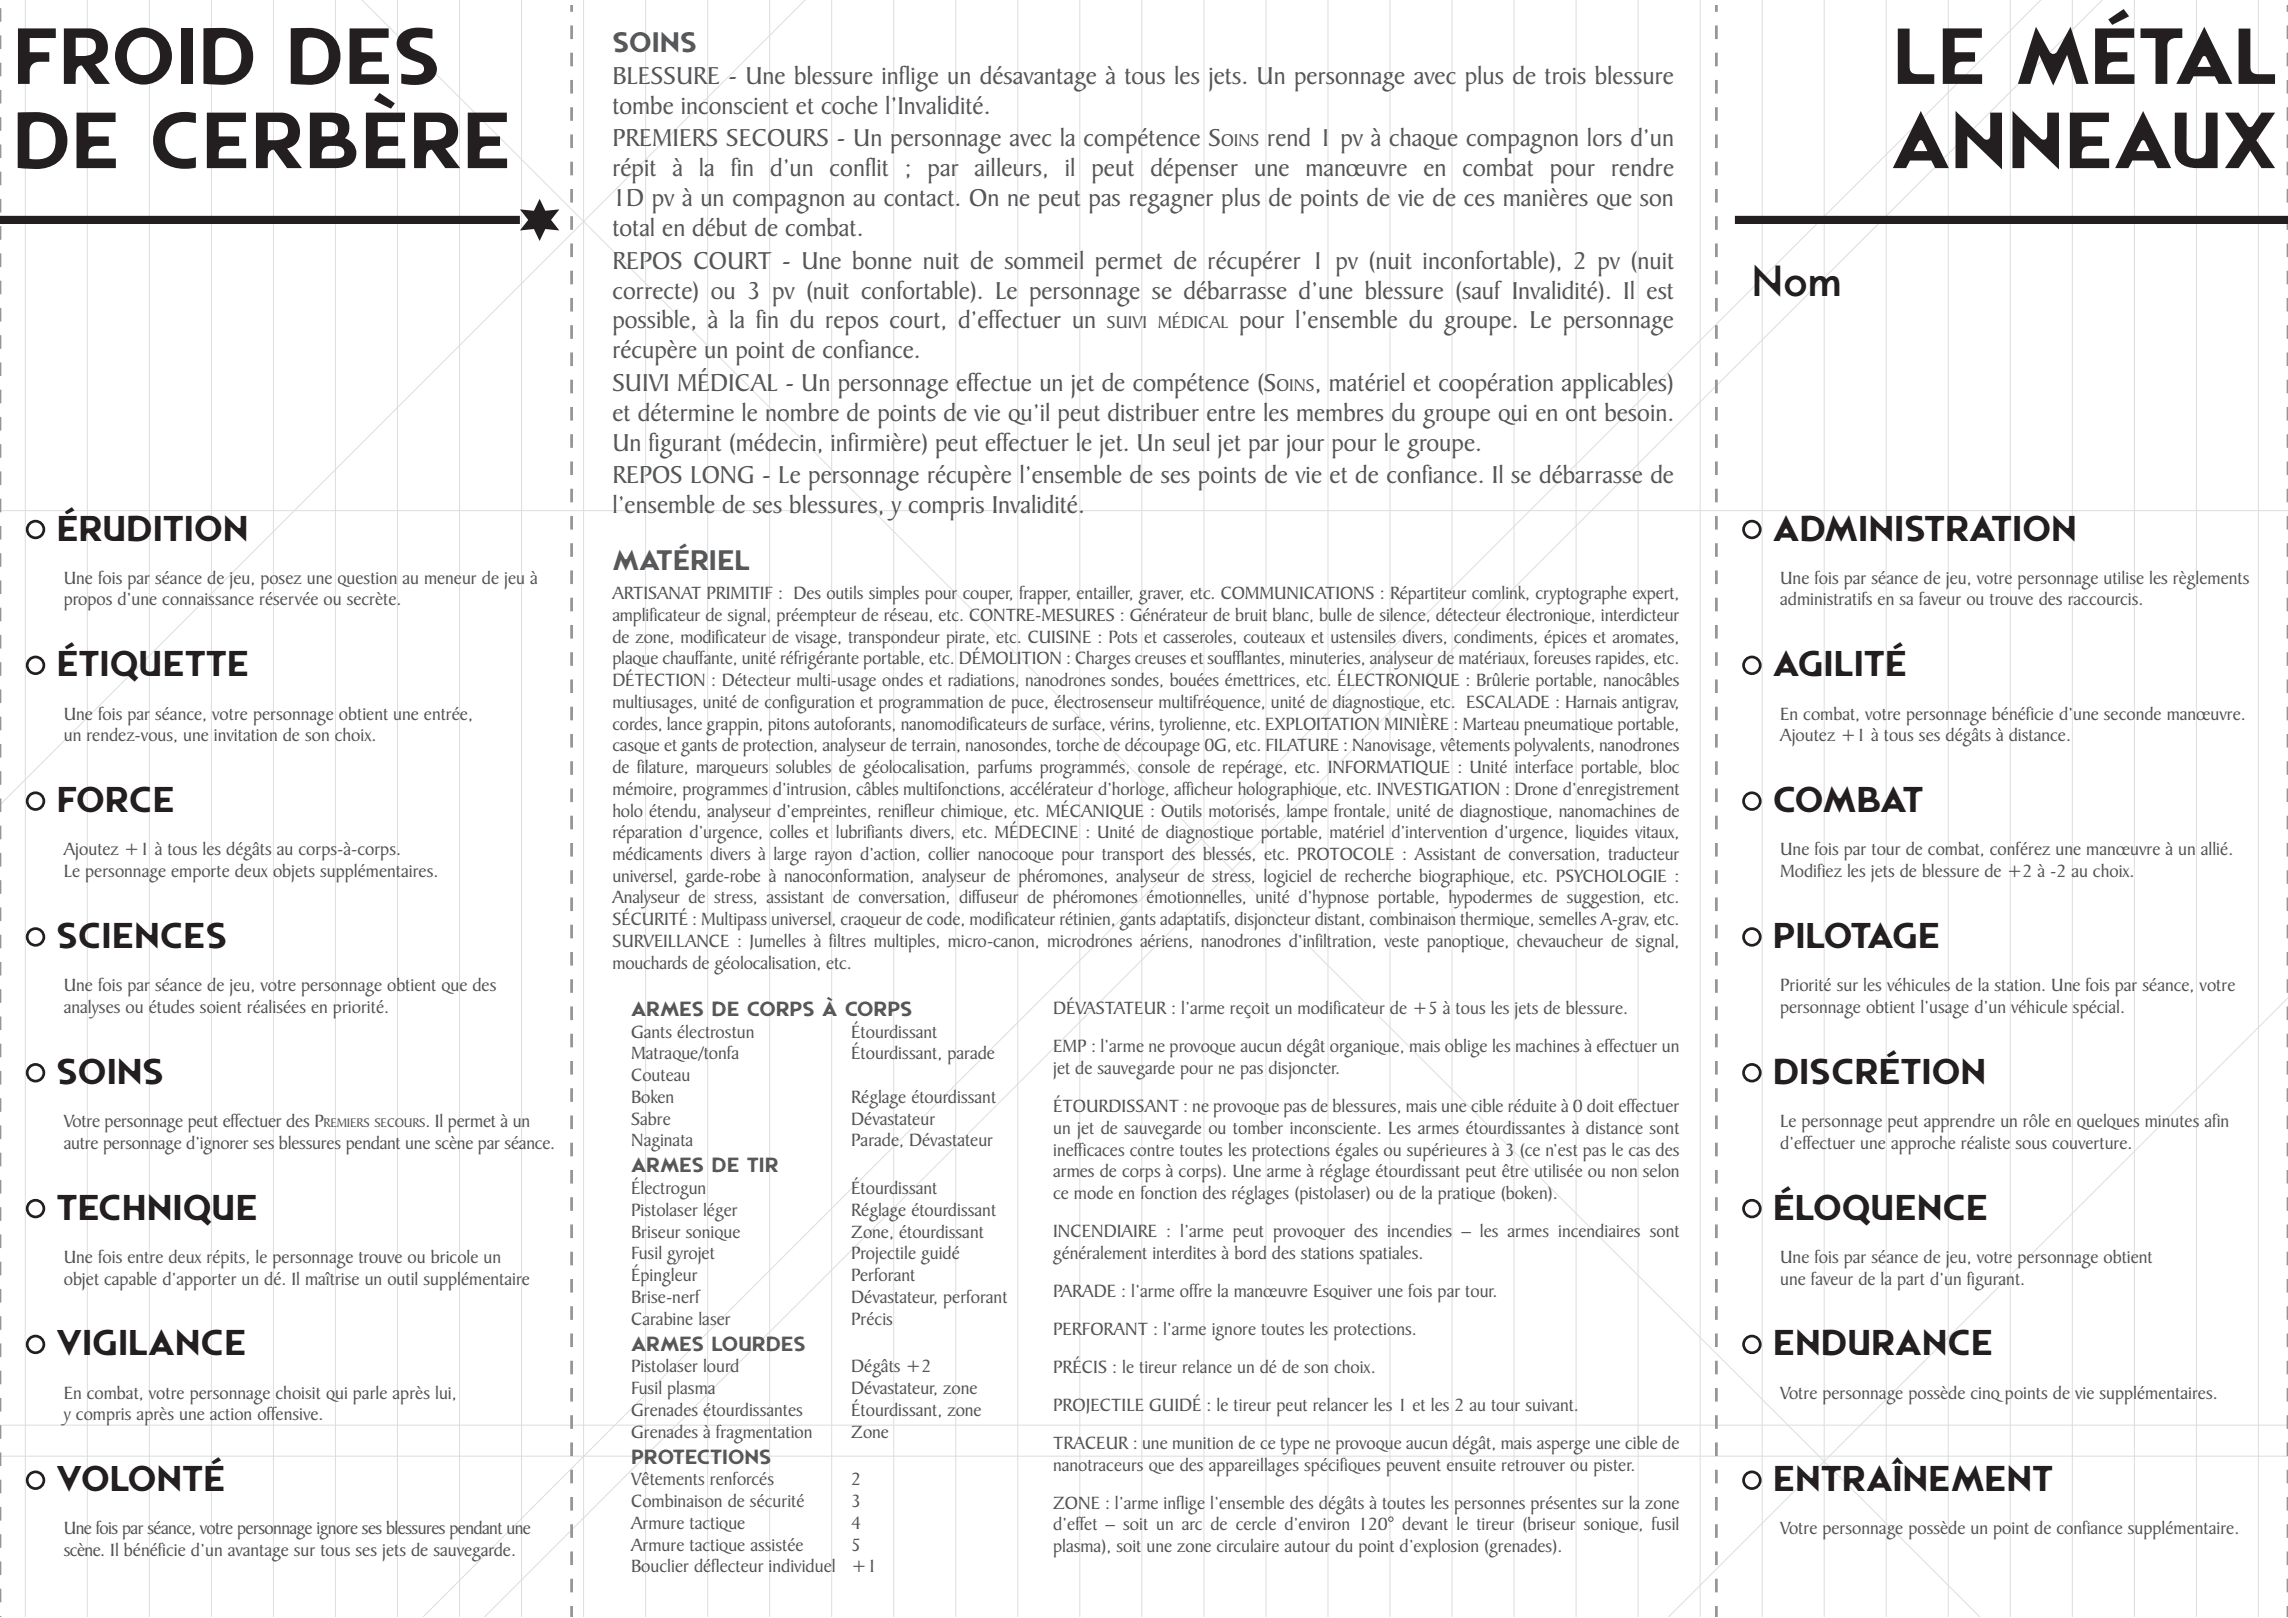 FROID DES
DE CERBÈRE
ÉRUDITION
Une fois par séance de jeu, posez une question au meneur de jeu à
propos d'une connaissance réservée ou secrète.
ÉTIQUETTE
Une fois par séance, votre personnage obtient une entrée,
un rendez-vous, une invitation de son choix.
FORCE
Ajoutez +1 à tous les dégâts au corps-à-corps.
Le personnage emporte deux objets supplémentaires.
SCIENCES
Une fois par séance de jeu, votre personnage obtient que des
analyses ou études soient réalisées en priorité.
SOINS
Votre personnage peut effectuer des Premiers secours. Il permet à un
autre personnage d'ignorer ses blessures pendant une scène par séance.
TECHNIQUE
Une fois entre deux répits, le personnage trouve ou bricole un
objet capable d'apporter un dé. Il maîtrise un outil supplémentaire
VIGILANCE
En combat, votre personnage choisit qui parle après lui,
y compris après une action offensive.
VOLONTÉ
Une fois par séance, votre personnage ignore ses blessures pendant une
scène. Il bénéficie d'un avantage sur tous ses jets de sauvegarde.
SOINS
BLESSURE - Une blessure inflige un désavantage à tous les jets. Un personnage avec plus de trois blessure
tombe inconscient et coche l'Invalidité.
PREMIERS SECOURS - Un personnage avec la compétence Soins rend 1 pv à chaque compagnon lors d'un
répit à la fin d'un conflit ; par ailleurs, il peut dépenser une manœuvre en combat pour rendre
1D pv à un compagnon au contact. On ne peut pas regagner plus de points de vie de ces manières que son
total en début de combat.
REPOS COURT - Une bonne nuit de sommeil permet de récupérer 1 pv (nuit inconfortable), 2 pv (nuit
correcte) ou 3 pv (nuit confortable). Le personnage se débarrasse d'une blessure (sauf Invalidité). Il est
possible, à la fin du repos court, d'effectuer un suivi médical pour l'ensemble du groupe. Le personnage
récupère un point de confiance.
SUIVI MÉDICAL - Un personnage effectue un jet de compétence (Soins, matériel et coopération applicables)
et détermine le nombre de points de vie qu'il peut distribuer entre les membres du groupe qui en ont besoin.
Un figurant (médecin, infirmière) peut effectuer le jet. Un seul jet par jour pour le groupe.
REPOS LONG - Le personnage récupère l'ensemble de ses points de vie et de confiance. Il se débarrasse de
l'ensemble de ses blessures, y compris Invalidité.
MATÉRIEL
ARTISANAT PRIMITIF : Des outils simples pour couper, frapper, entailler, graver, etc. COMMUNICATIONS : Répartiteur comlink, cryptographe expert,
amplificateur de signal, préempteur de réseau, etc. CONTRE-MESURES : Générateur de bruit blanc, bulle de silence, détecteur électronique, interdicteur
de zone, modificateur de visage, transpondeur pirate, etc. CUISINE : Pots et casseroles, couteaux et ustensiles divers, condiments, épices et aromates,
plaque chauffante, unité réfrigérante portable, etc. DÉMOLITION : Charges creuses et soufflantes, minuteries, analyseur de matériaux, foreuses rapides, etc.
DÉTECTION : Détecteur multi-usage ondes et radiations, nanodrones sondes, bouées émettrices, etc. ÉLECTRONIQUE : Brûlerie portable, nanocâbles
multiusages, unité de configuration et programmation de puce, électrosenseur multifréquence, unité de diagnostique, etc. ESCALADE : Harnais antigrav,
cordes, lance grappin, pitons autoforants, nanomodificateurs de surface, vérins, tyrolienne, etc. EXPLOITATION MINIÈRE : Marteau pneumatique portable,
casque et gants de protection, analyseur de terrain, nanosondes, torche de découpage 0G, etc. FILATURE : Nanovisage, vêtements polyvalents, nanodrones
de filature, marqueurs solubles de géolocalisation, parfums programmés, console de repérage, etc. INFORMATIQUE : Unité interface portable, bloc
mémoire, programmes d'intrusion, câbles multifonctions, accélérateur d'horloge, afficheur holographique, etc. INVESTIGATION : Drone d'enregistrement
holo étendu, analyseur d'empreintes, renifleur chimique, etc. MÉCANIQUE : Outils motorisés, lampe frontale, unité de diagnostique, nanomachines de
réparation d'urgence, colles et lubrifiants divers, etc. MÉDECINE : Unité de diagnostique portable, matériel d'intervention d'urgence, liquides vitaux,
médicaments divers à large rayon d'action, collier nanocoque pour transport des blessés, etc. PROTOCOLE : Assistant de conversation, traducteur
universel, garde-robe à nanoconformation, analyseur de phéromones, analyseur de stress, logiciel de recherche biographique, etc. PSYCHOLOGIE :
Analyseur de stress, assistant de conversation, diffuseur de phéromones émotionnelles, unité d'hypnose portable, hypodermes de suggestion, etc.
SÉCURITÉ : Multipass universel, craqueur de code, modificateur rétinien, gants adaptatifs, disjoncteur distant, combinaison thermique, semelles A-grav, etc.
SURVEILLANCE : Jumelles à filtres multiples, micro-canon, microdrones aériens, nanodrones d'infiltration, veste panoptique, chevaucheur de signal,
mouchards de géolocalisation, etc.
ARMES DE CORPS À CORPS
Gants électrostun Étourdissant
Matraque/tonfa Étourdissant, parade
Couteau
Boken Réglage étourdissant
Sabre Dévastateur
Naginata Parade, Dévastateur
ARMES DE TIR
Électrogun Étourdissant
Pistolaser léger Réglage étourdissant
Briseur sonique Zone, étourdissant
Fusil gyrojet Projectile guidé
Épingleur Perforant
Brise-nerf Dévastateur, perforant
Carabine laser Précis
ARMES LOURDES
Pistolaser lourd Dégâts +2
Fusil plasma Dévastateur, zone
Grenades étourdissantes Étourdissant, zone
Grenades à fragmentation Zone
PROTECTIONS
Vêtements renforcés 2
Combinaison de sécurité 3
Armure tactique 4
Armure tactique assistée 5
Bouclier déflecteur individuel +1
DÉVASTATEUR : l'arme reçoit un modificateur de +5 à tous les jets de blessure.
EMP : l'arme ne provoque aucun dégât organique, mais oblige les machines à effectuer un
jet de sauvegarde pour ne pas disjoncter.
ÉTOURDISSANT : ne provoque pas de blessures, mais une cible réduite à 0 doit effectuer
un jet de sauvegarde ou tomber inconsciente. Les armes étourdissantes à distance sont
inefficaces contre toutes les protections égales ou supérieures à 3 (ce n'est pas le cas des
armes de corps à corps). Une arme à réglage étourdissant peut être utilisée ou non selon
ce mode en fonction des réglages (pistolaser) ou de la pratique (boken).
INCENDIAIRE : l'arme peut provoquer des incendies – les armes incendiaires sont
généralement interdites à bord des stations spatiales.
PARADE : l'arme offre la manœuvre Esquiver une fois par tour.
PERFORANT : l'arme ignore toutes les protections.
PRÉCIS : le tireur relance un dé de son choix.
PROJECTILE GUIDÉ : le tireur peut relancer les 1 et les 2 au tour suivant.
TRACEUR : une munition de ce type ne provoque aucun dégât, mais asperge une cible de
nanotraceurs que des appareillages spécifiques peuvent ensuite retrouver ou pister.
ZONE : l'arme inflige l'ensemble des dégâts à toutes les personnes présentes sur la zone
d'effet – soit un arc de cercle d'environ 120° devant le tireur (briseur sonique, fusil
plasma), soit une zone circulaire autour du point d'explosion (grenades).
LE MÉTAL
ANNEAUX
Nom
ADMINISTRATION
Une fois par séance de jeu, votre personnage utilise les règlements
administratifs en sa faveur ou trouve des raccourcis.
AGILITÉ
En combat, votre personnage bénéficie d'une seconde manœuvre.
Ajoutez +1 à tous ses dégâts à distance.
COMBAT
Une fois par tour de combat, conférez une manœuvre à un allié.
Modifiez les jets de blessure de +2 à -2 au choix.
PILOTAGE
Priorité sur les véhicules de la station. Une fois par séance, votre
personnage obtient l'usage d'un véhicule spécial.
DISCRÉTION
Le personnage peut apprendre un rôle en quelques minutes afin
d'effectuer une approche réaliste sous couverture.
ÉLOQUENCE
Une fois par séance de jeu, votre personnage obtient
une faveur de la part d'un figurant.
ENDURANCE
Votre personnage possède cinq points de vie supplémentaires.
ENTRAÎNEMENT
Votre personnage possède un point de confiance supplémentaire.